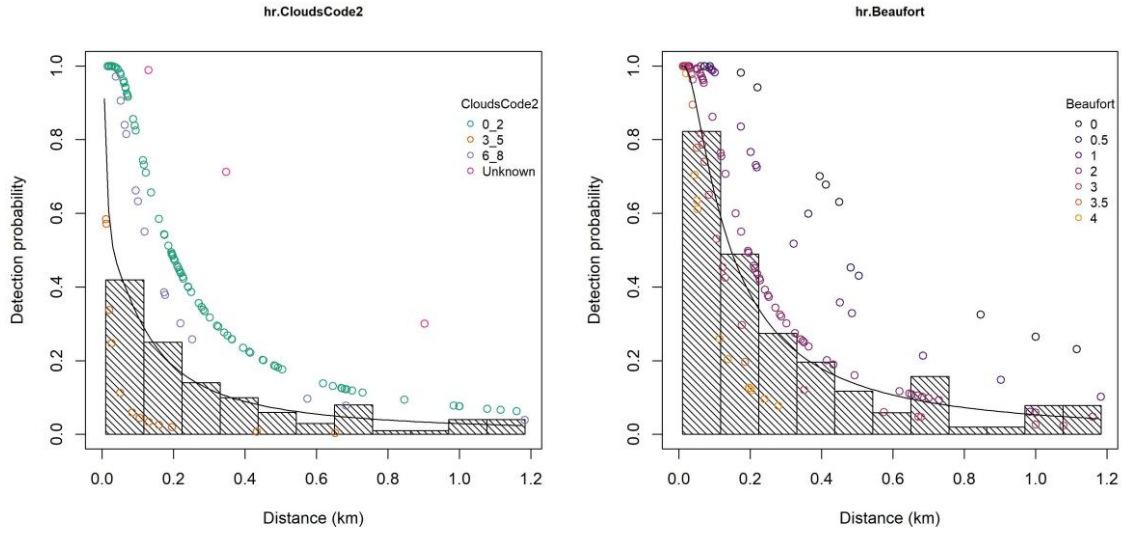 hr.CloudsCode2
Detection probability
1.0
0.8
0.6
0.4
0.2
0.0
CloudsCode2
0_2
3_5
6_8
Unknown
0.0 0.2 0.4 0.6 0.8 1.0 1.2
Distance (km)
hr.Beaufort
Detection probability
1.0
0.8
0.6
0.4
0.2
0.0
Beaufort
0
0.5
1
2
3
3.5
4
0.0 0.2 0.4 0.6 0.8 1.0 1.2
Distance (km)